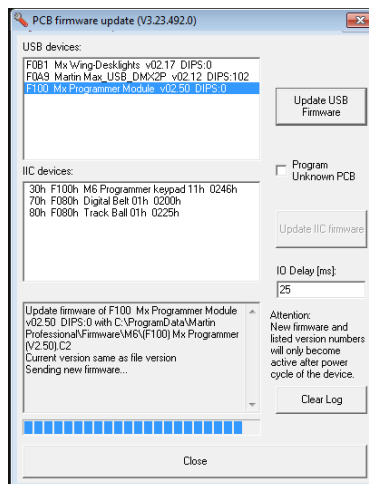 PCB firmware update (V3.23.492.0)
USB devices:
F0B1 Mx Wing-Desklights v02.17 DIPS:0
F0A9 Martin Max_USB_DMX2P v02.12 DIPS:102
F100 Mx Programmer Module v02.50 DIPS:0
Update USB
Firmware
Program
Unknown PCB
IIC devices:
30h F100h M6 Programmer keypad 11h 0246h
70h F080h Digital Belt 01h 0200h
80h F080h Track Ball 01h 0225h
Update IIC firmware
IO Delay [ms]:
25
Update firmware of F100 Mx Programmer Module
v02.50 DIPS:0 with C:\ProgramData\Martin
Professional\Firmware\M6\(F100) Mx Programmer
(V2.50).C2
Current version same as file version
Sending new firmware...
Attention:
New firmware and
listed version numbers
will only become
active after power
cycle of the device.
Clear Log
Close